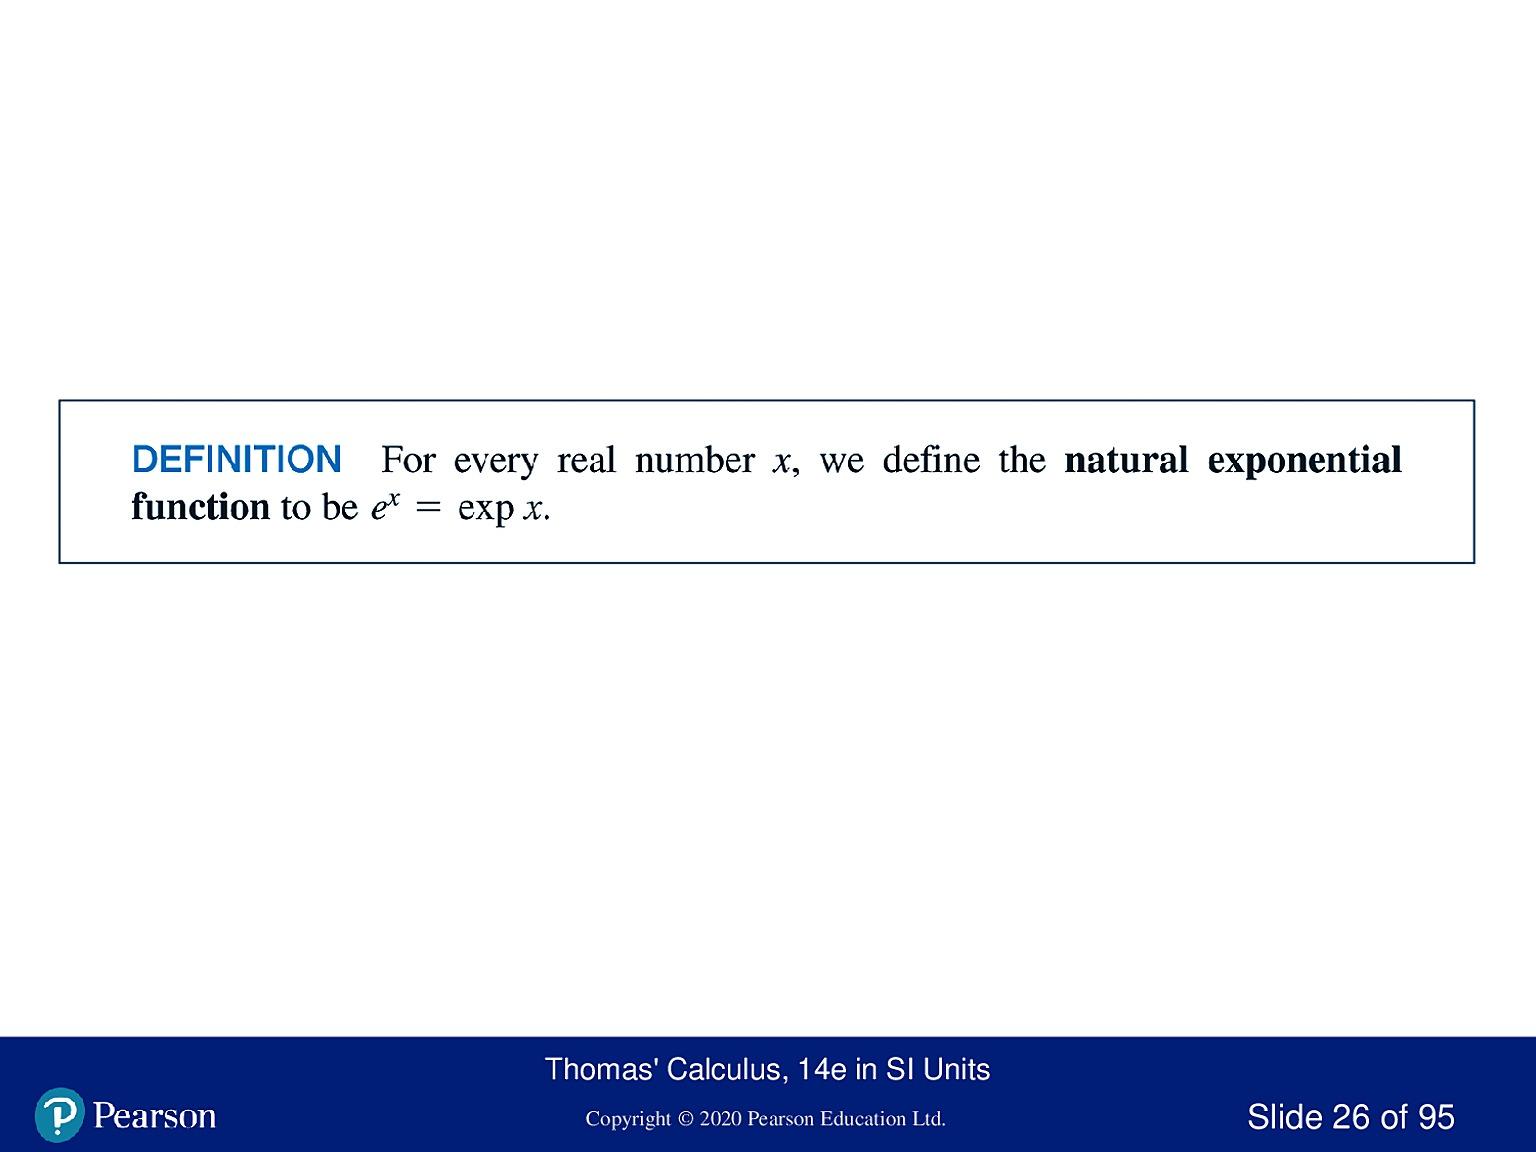 DEFINITION For every real number x, we define the natural exponential
function to be eˣ = exp x.
Thomas' Calculus, 14e in SI Units
Pearson
Copyright © 2020 Pearson Education Ltd.
Slide 26 of 95